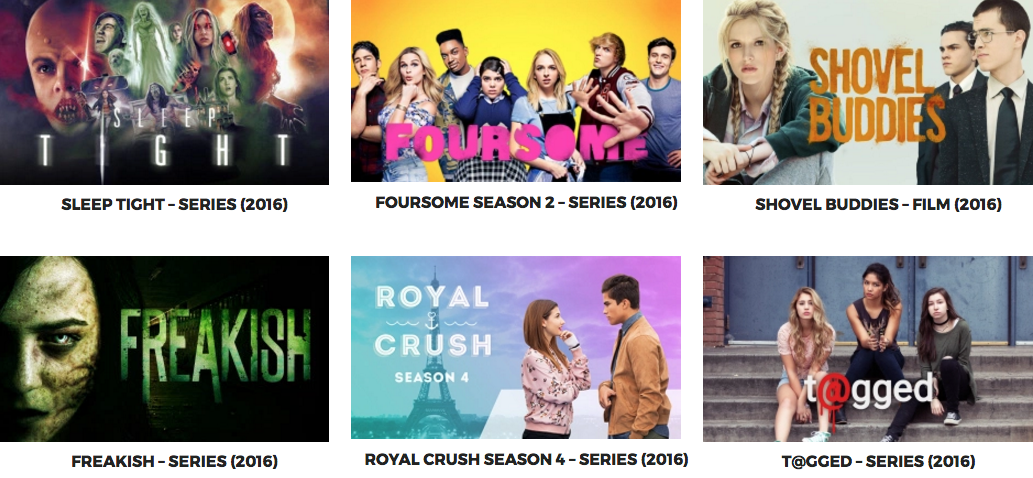 SLEEP
TIGHT
FOURSOME
SHOVEL
BUDDIES
SLEEP TIGHT – SERIES (2016)
FOURSOME SEASON 2 – SERIES (2016)
SHOVEL BUDDIES – FILM (2016)
FREAKISH
ROYAL
CRUSH
SEASON 4
t@gged
FREAKISH – SERIES (2016)
ROYAL CRUSH SEASON 4 – SERIES (2016)
T@GGED – SERIES (2016)